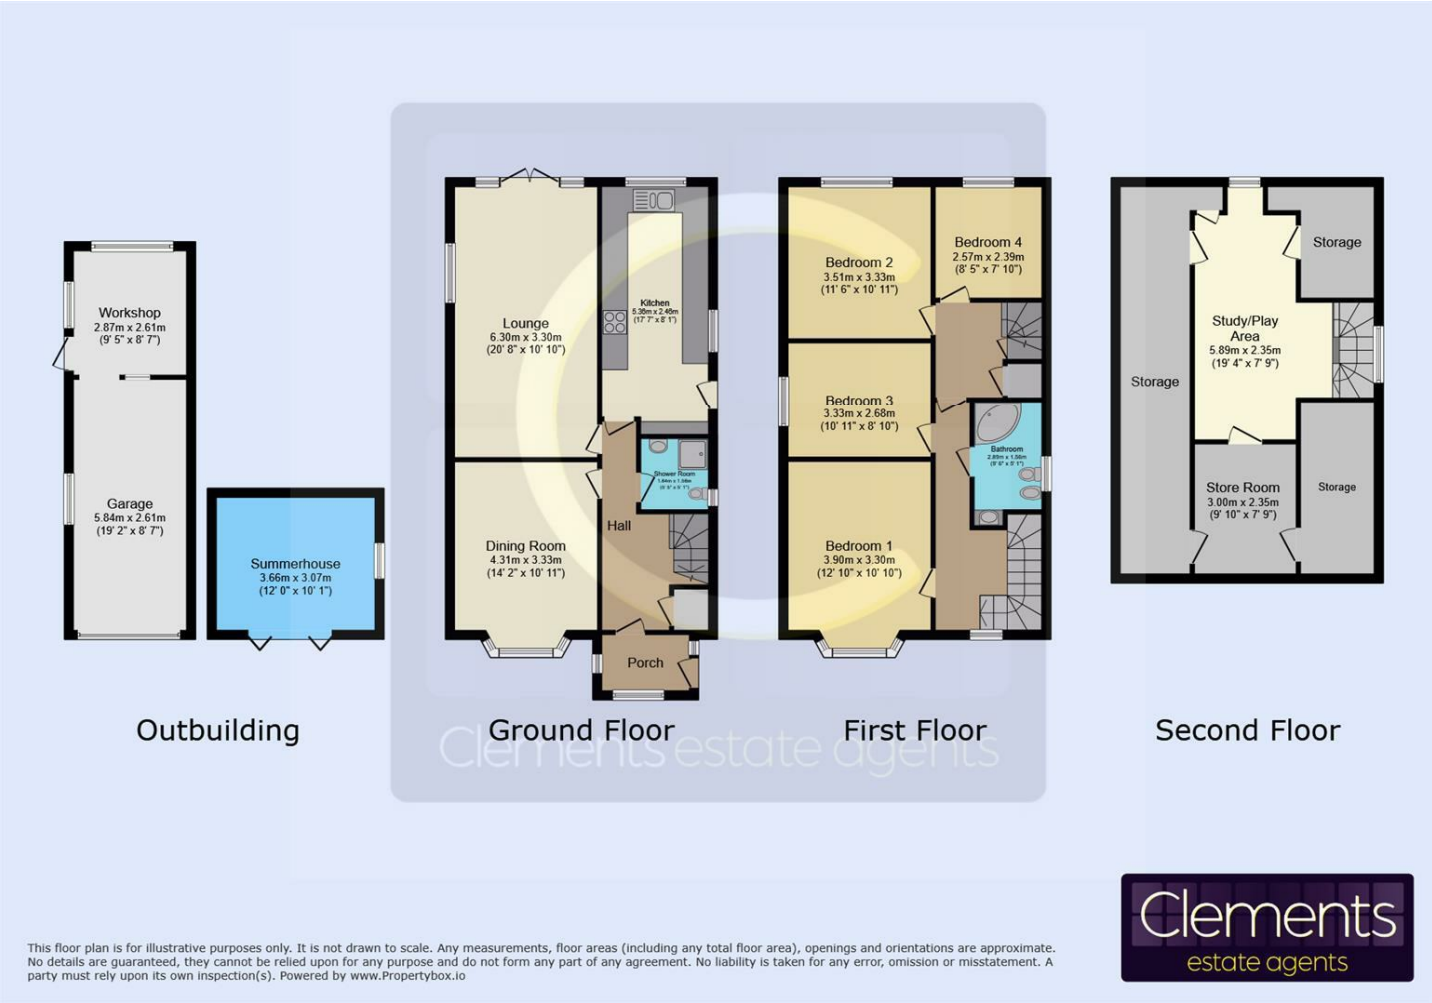 Workshop
2.87m x 2.61m
(9' 5" x 8' 7")
Garage
5.84m x 2.61m
(19' 2" x 8' 7")
Summerhouse
3.66m x 3.07m
(12' 0" x 10' 1")
Outbuilding
Lounge
6.30m x 3.30m
(20' 8" x 10' 10")
Kitchen
5.36m x 2.46m
(17' 7" x 8' 1")
Shower Room
Dining Room
4.31m x 3.33m
(14' 2" x 10' 11")
Hall
Porch
Ground Floor
Bedroom 2
3.51m x 3.33m
(11' 6" x 10' 11")
Bedroom 4
2.57m x 2.39m
(8' 5" x 7' 10")
Bedroom 3
3.33m x 2.68m
(10' 11" x 8' 10")
Bathroom
Bedroom 1
3.90m x 3.30m
(12' 10" x 10' 10")
First Floor
Storage
Study/Play
Area
5.89m x 2.35m
(19' 4" x 7' 9")
Storage
Store Room
3.00m x 2.35m
(9' 10" x 7' 9")
Storage
Second Floor
Clements estate agents
Clements
estate agents
This floor plan is for illustrative purposes only. It is not drawn to scale. Any measurements, floor areas (including any total floor area), openings and orientations are approximate.
No details are guaranteed, they cannot be relied upon for any purpose and do not form any part of any agreement. No liability is taken for any error, omission or misstatement. A
party must rely upon its own inspection(s). Powered by www.Propertybox.io